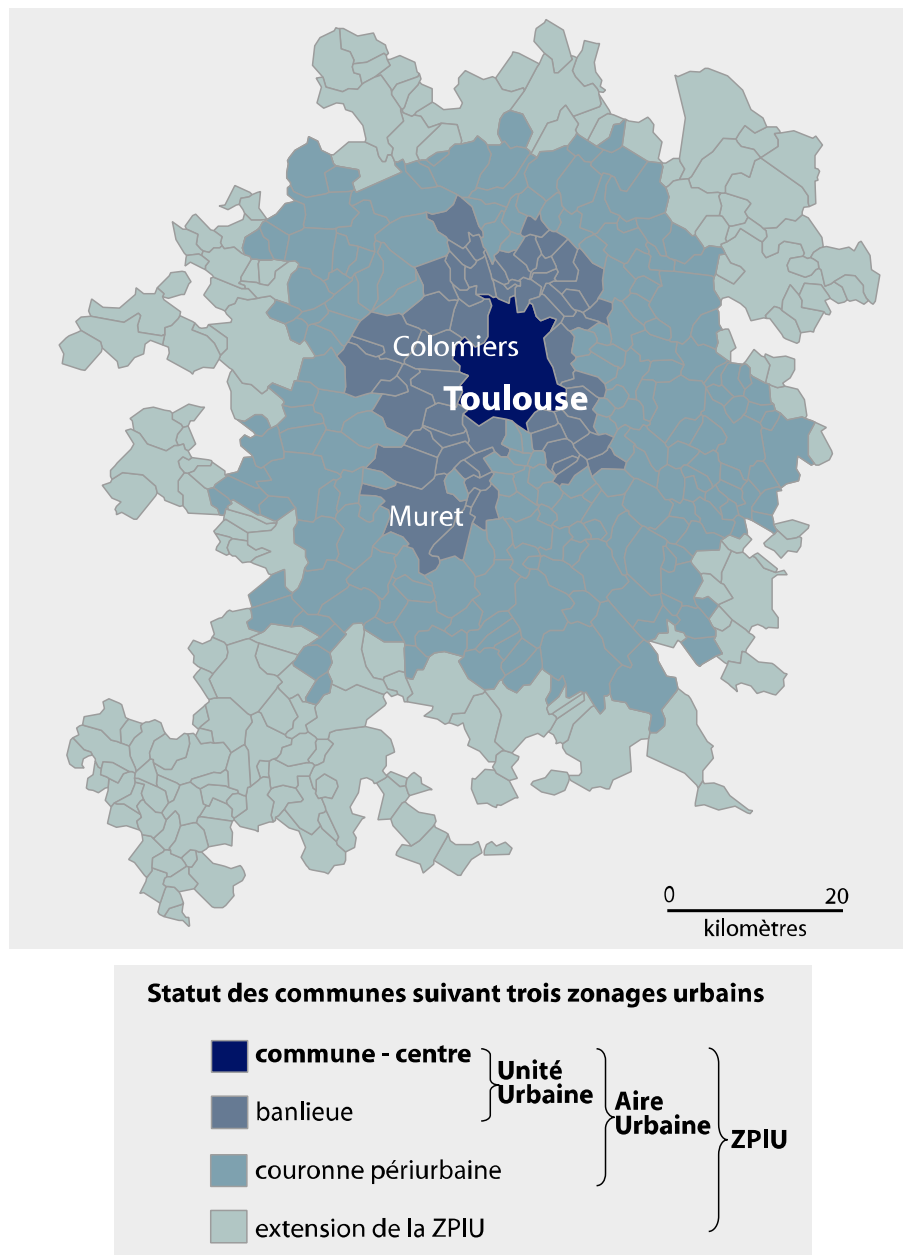 Colomiers
Toulouse
Muret
0 20
kilomètres
Statut des communes suivant trois zonages urbains
commune - centre
banlieue
couronne périurbaine
extension de la ZPIU
Unité
Urbaine
Aire
Urbaine
ZPIU